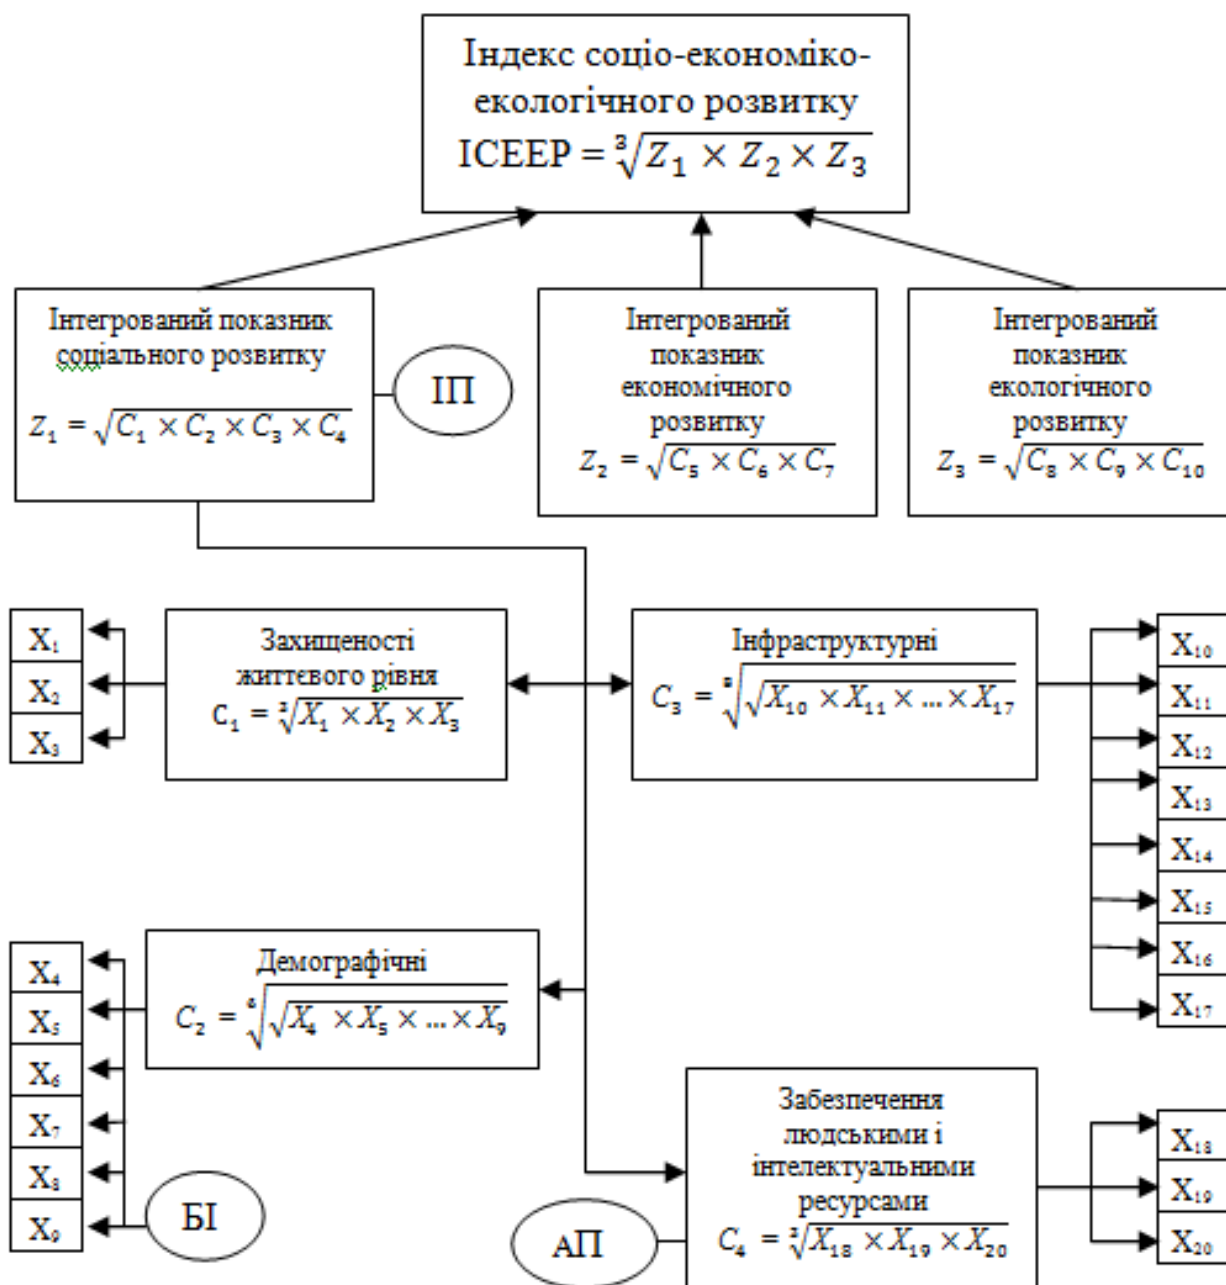 Індекс соціо-економіко-
екологічного розвитку
ІСЕЕР = ∛(Z₁ × Z₂ × Z₃)
Інтегрований показник
соціального розвитку
Z₁ = √(C₁ × C₂ × C₃ × C₄)
ІП
Інтегрований
показник
економічного
розвитку
Z₂ = √(C₅ × C₆ × C₇)
Інтегрований
показник
екологічного
розвитку
Z₃ = √(C₈ × C₉ × C₁₀)
X₁
X₂
X₃
Захищеності
життєвого рівня
C₁ = ∛(X₁ × X₂ × X₃)
Інфраструктурні
C₃ = ⁸√(√(X₁₀ × X₁₁ × ... × X₁₇))
X₁₀
X₁₁
X₁₂
X₁₃
X₁₄
X₁₅
X₁₆
X₁₇
X₄
X₅
X₆
X₇
X₈
X₉
Демографічні
C₂ = ⁶√(√(X₄ × X₅ × ... × X₉))
БІ
Забезпечення
людськими і
інтелектуальними
ресурсами
C₄ = ∛(X₁₈ × X₁₉ × X₂₀)
АП
X₁₈
X₁₉
X₂₀